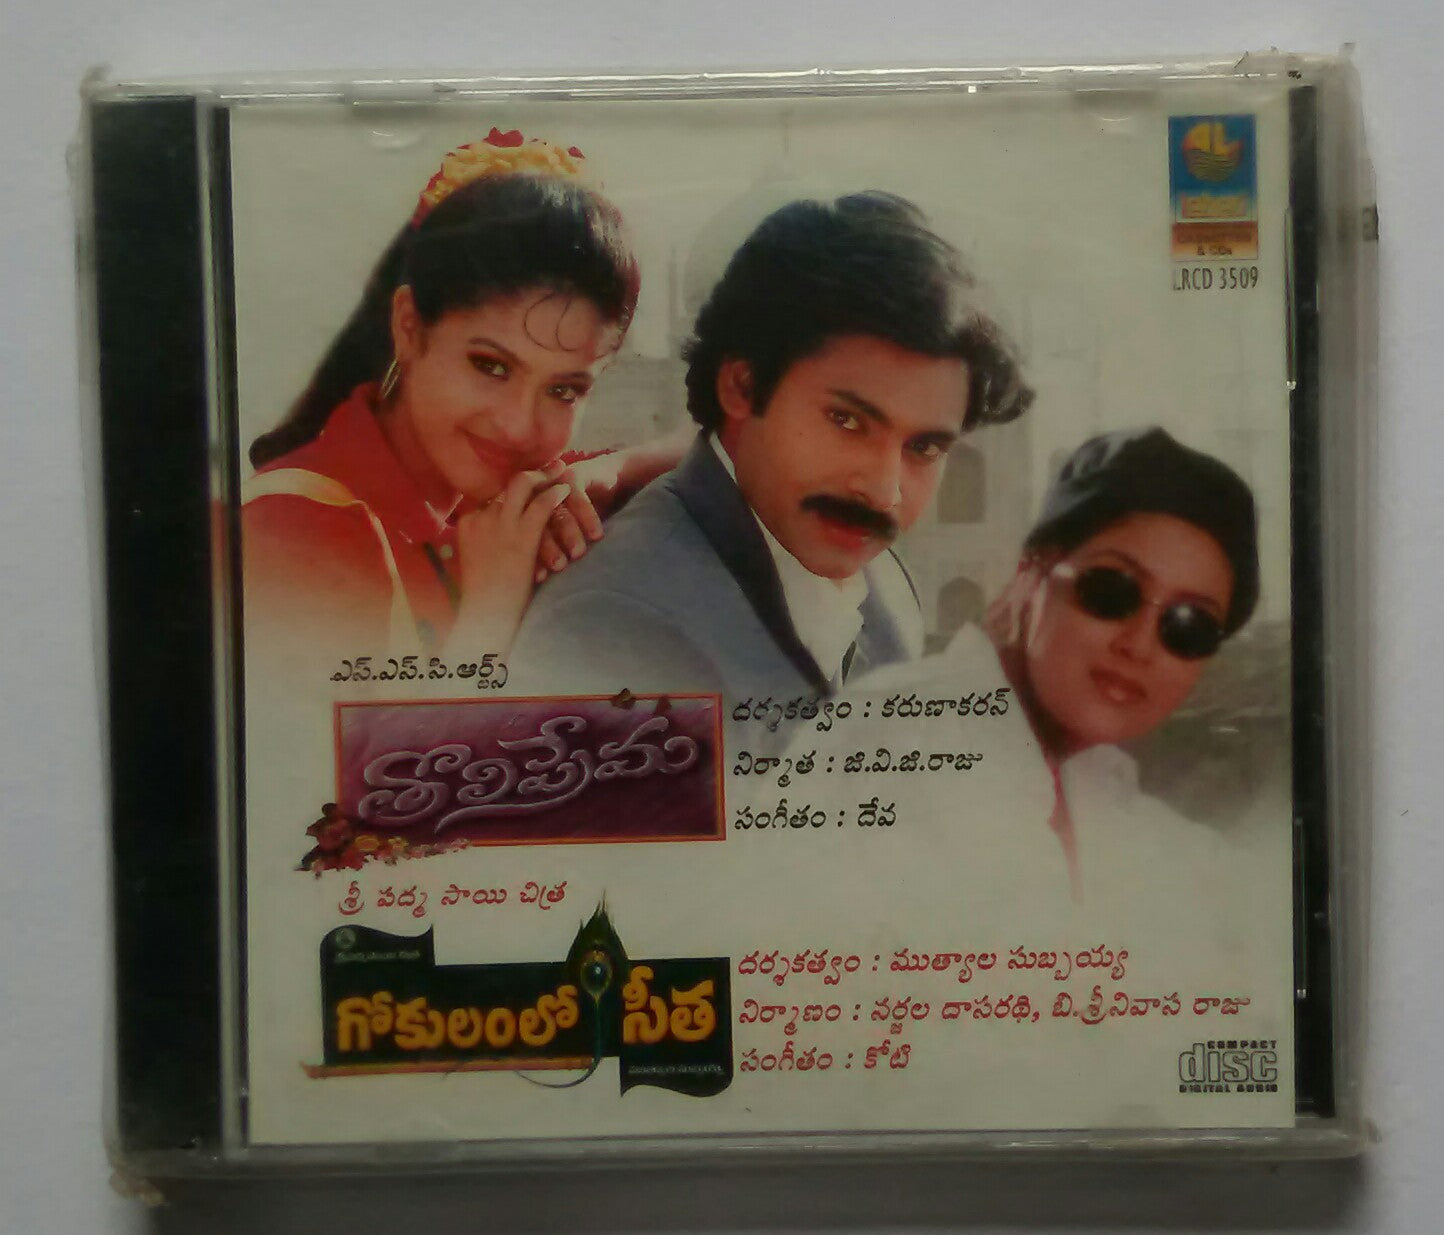 LRCD 3509
ఎస్.ఎస్.సి.ఆర్ట్స్
తొలిప్రేమ
దర్శకత్వం : కరుణాకరన్
నిర్మాత : జి.వి.జి.రాజు
సంగీతం : దేవ
శ్రీ పద్మ సాయి చిత్ర
గోకులంలో సీత
దర్శకత్వం : ముత్యాల సుబ్బయ్య
నిర్మాణం : నర్జల దాసరథి, బి.శ్రీనివాస రాజు
సంగీతం : కోటి
COMPACT
disc
DIGITAL AUDIO